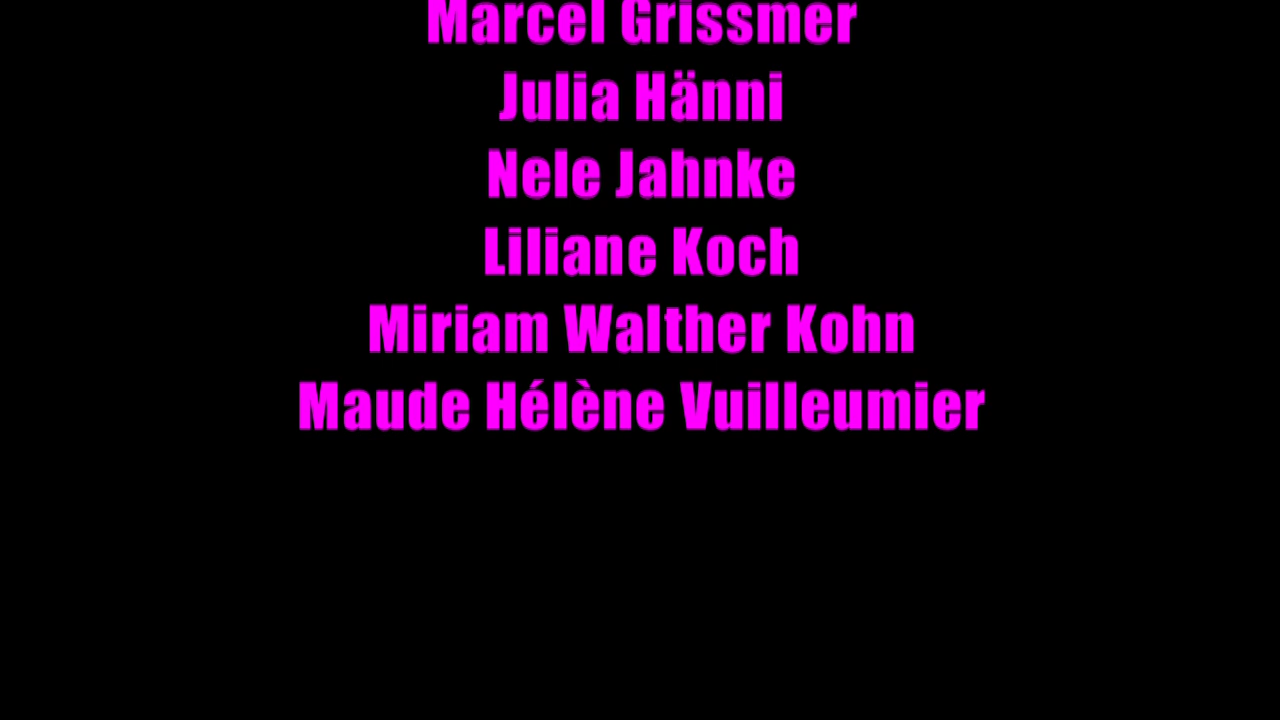 Marcel Grissmer
Julia Hänni
Nele Jahnke
Liliane Koch
Miriam Walther Kohn
Maude Hélène Vuilleumier